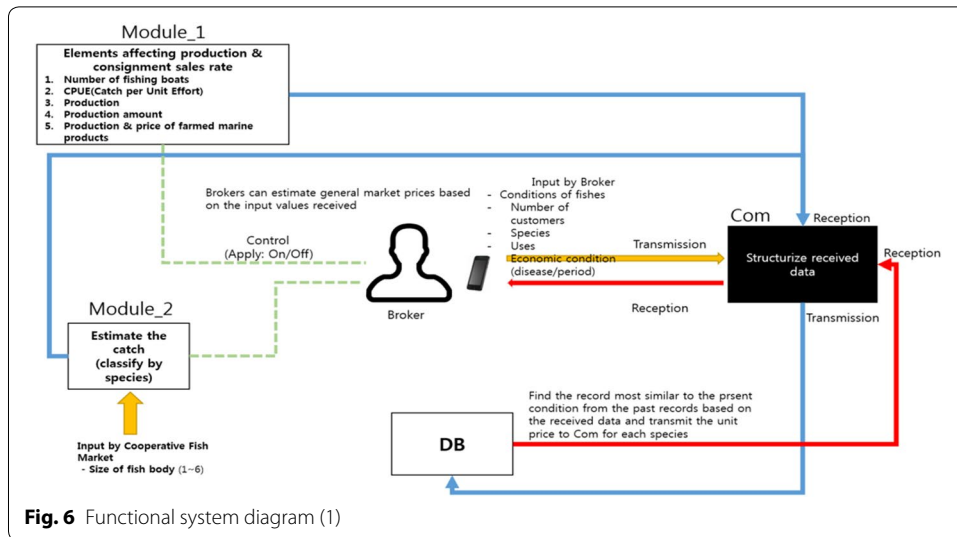 Module_1
Elements affecting production &
consignment sales rate
1. Number of fishing boats
2. CPUE(Catch per Unit Effort)
3. Production
4. Production amount
5. Production & price of farmed marine
products
Brokers can estimate general market prices based
on the input values received
Control
(Apply: On/Off)
Broker
Input by Broker
- Conditions of fishes
- Number of
customers
- Species
- Uses
- Economic condition
(disease/period)
Transmission
Reception
Com
Reception
Reception
Structurize received
data
Transmission
Module_2
Estimate the
catch
(classify by
species)
Input by Cooperative Fish
Market
- Size of fish body (1~6)
Find the record most similar to the prsent
condition from the past records based on
the received data and transmit the unit
price to Com for each species
DB
Fig. 6 Functional system diagram (1)